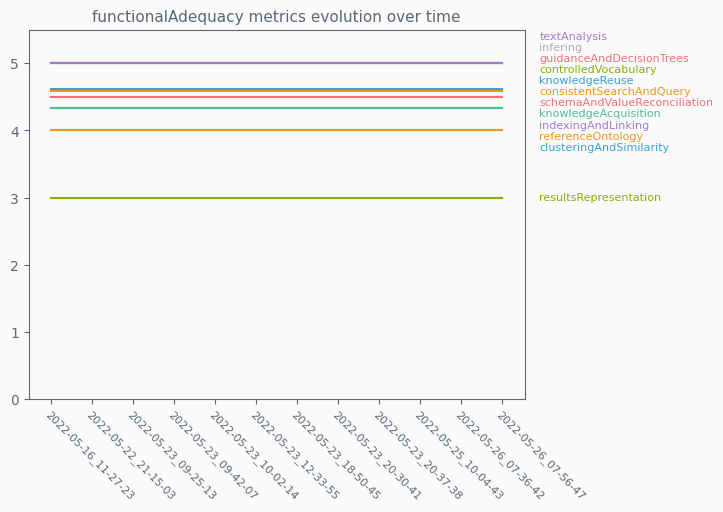 functionalAdequacy metrics evolution over time
5
4
3
2
1
0
textAnalysis
infering
guidanceAndDecisionTrees
controlledVocabulary
knowledgeReuse
consistentSearchAndQuery
schemaAndValueReconciliation
knowledgeAcquisition
indexingAndLinking
referenceOntology
clusteringAndSimilarity
resultsRepresentation
2022-05-16_11-27-23
2022-05-22_21-15-03
2022-05-23_09-25-13
2022-05-23_09-42-07
2022-05-23_10-02-14
2022-05-23_12-33-55
2022-05-23_18-50-45
2022-05-23_20-30-41
2022-05-23_20-37-38
2022-05-25_10-04-43
2022-05-26_07-36-42
2022-05-26_07-56-47